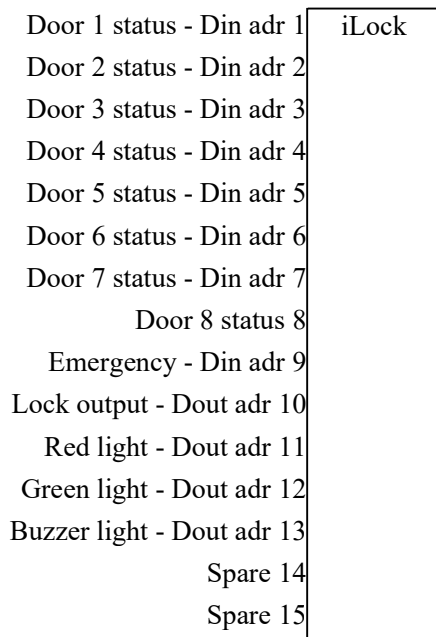 Door 1 status - Din adr 1
iLock
Door 2 status - Din adr 2
Door 3 status - Din adr 3
Door 4 status - Din adr 4
Door 5 status - Din adr 5
Door 6 status - Din adr 6
Door 7 status - Din adr 7
Door 8 status 8
Emergency - Din adr 9
Lock output - Dout adr 10
Red light - Dout adr 11
Green light - Dout adr 12
Buzzer light - Dout adr 13
Spare 14
Spare 15